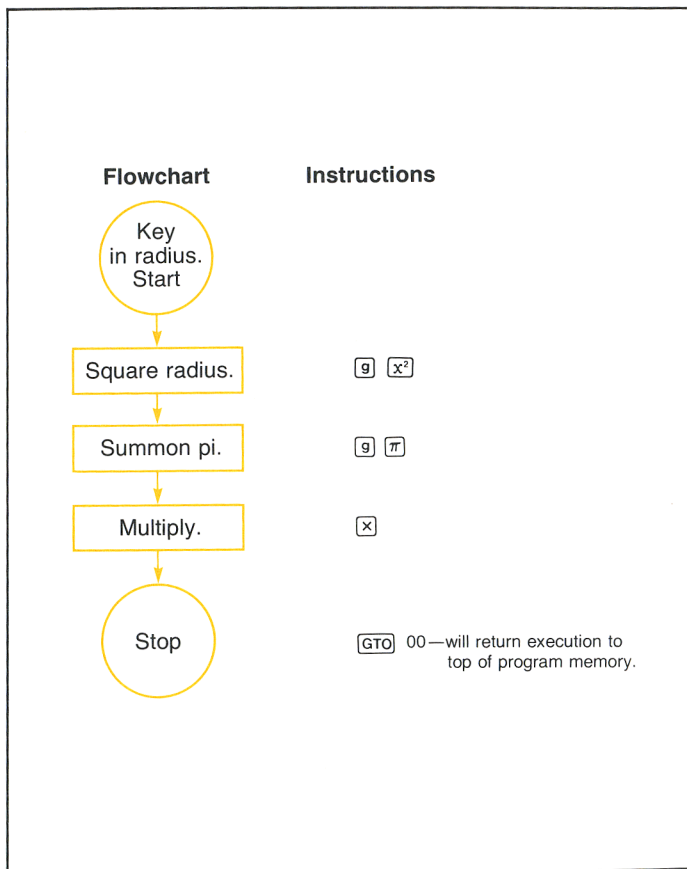 Flowchart Instructions
Key
in radius.
Start
Square radius. g x²
Summon pi. g π
Multiply. ×
Stop GTO 00—will return execution to
top of program memory.